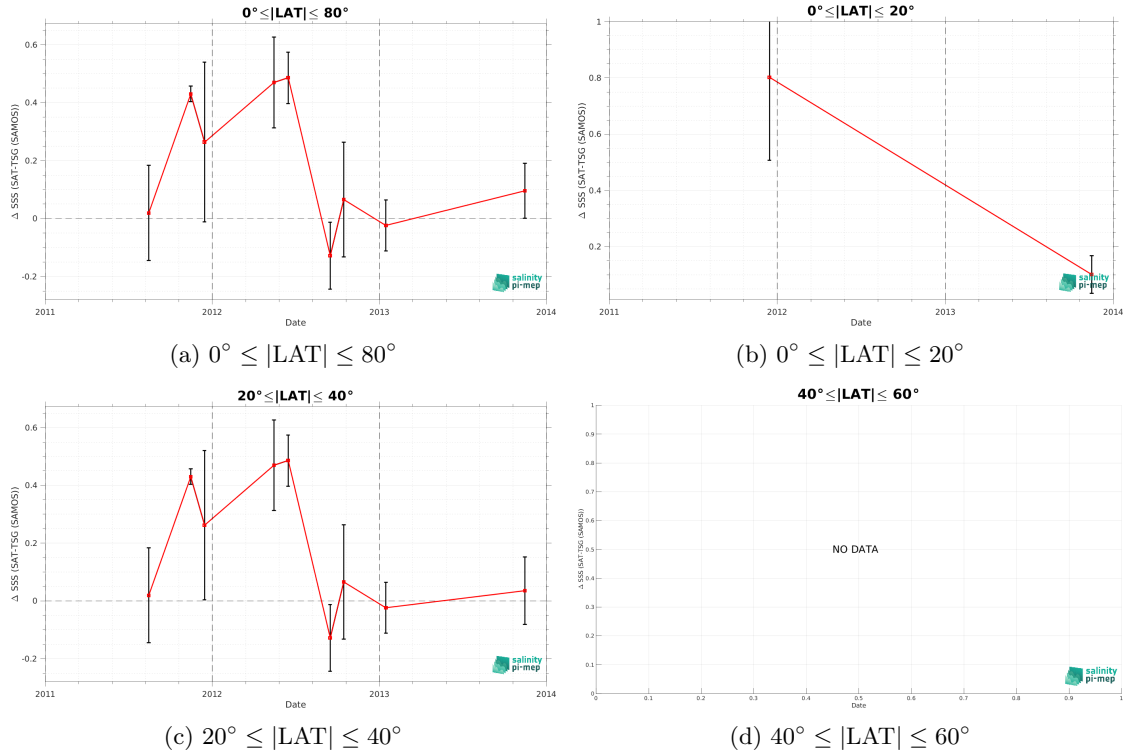 0°≤|LAT|≤ 80°
Δ SSS (SAT-TSG (SAMOS))
0.6
0.4
0.2
0
-0.2
salinity
pi-mep
2011 2012 2013 2014
Date
(a) 0° ≤ |LAT| ≤ 80°
0°≤|LAT|≤ 20°
Δ SSS (SAT-TSG (SAMOS))
1
0.8
0.6
0.4
0.2
salinity
pi-mep
2011 2012 2013 2014
Date
(b) 0° ≤ |LAT| ≤ 20°
20°≤|LAT|≤ 40°
Δ SSS (SAT-TSG (SAMOS))
0.6
0.4
0.2
0
-0.2
salinity
pi-mep
2011 2012 2013 2014
Date
(c) 20° ≤ |LAT| ≤ 40°
40°≤|LAT|≤ 60°
Δ SSS (SAT-TSG (SAMOS))
1
0.9
0.8
0.7
0.6
0.5
0.4
0.3
0.2
0.1
0
NO DATA
salinity
pi-mep
0 0.1 0.2 0.3 0.4 0.5 0.6 0.7 0.8 0.9 1
Date
(d) 40° ≤ |LAT| ≤ 60°